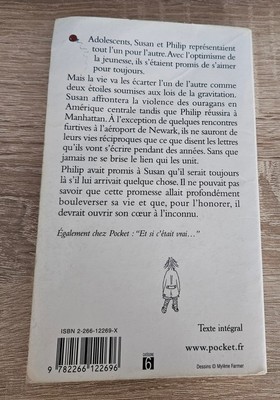 Adolescents, Susan et Philip représentaient
tout l'un pour l'autre. Avec l'optimisme de
la jeunesse, ils s'étaient promis de s'aimer
pour toujours.
Mais la vie va les écarter l'un de l'autre comme
deux étoiles soumises aux lois de la gravitation.
Susan affrontera la violence des ouragans en
Amérique centrale tandis que Philip réussira à
Manhattan. À l'exception de quelques rencontres
furtives à l'aéroport de Newark, ils ne sauront de
leurs vies réciproques que ce que disent les lettres
qu'ils vont s'écrire pendant des années. Sans que
jamais ne se brise le lien qui les unit.
Philip avait promis à Susan qu'il serait toujours
là s'il lui arrivait quelque chose. Il ne pouvait pas
savoir que cette promesse allait profondément
bouleverser sa vie et que, pour l'honorer, il
devrait ouvrir son cœur à l'inconnu.
Également chez Pocket : "Et si c'était vrai..."
Texte intégral
www.pocket.fr
ISBN 2-266-12269-X
9 782266 122696
6
Dessins © Mylène Farmer